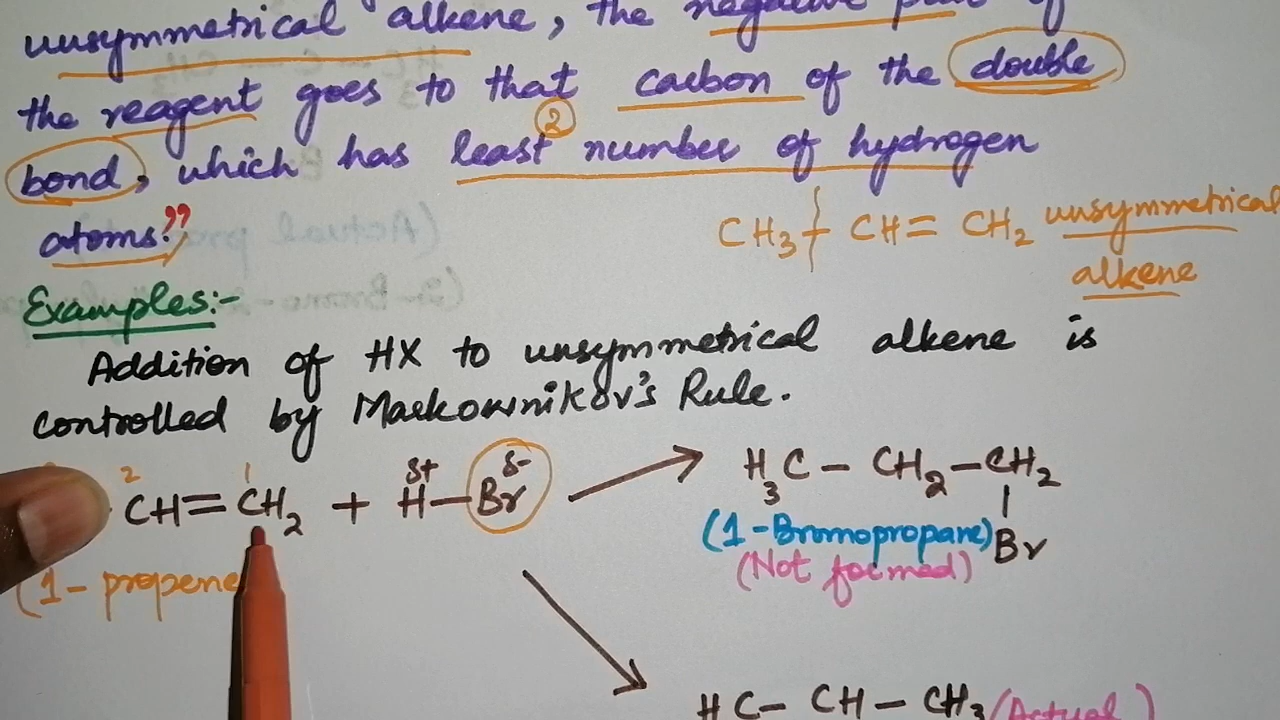 unsymmetrical alkene, the negative part of
the reagent goes to that carbon of the double
2
bond, which has least number of hydrogen
atoms."
CH3 CH = CH2 unsymmetrical
alkene
Examples:-
Addition of HX to unsymmetrical alkene is
controlled by Markownikov's Rule.
2 1 δ+ δ-
CH = CH2 + H - Br → H3C - CH2 - CH2
Br
(1-Bromopropane)
(1- propene
(Not formed)
HC - CH - CH3 (Actual )